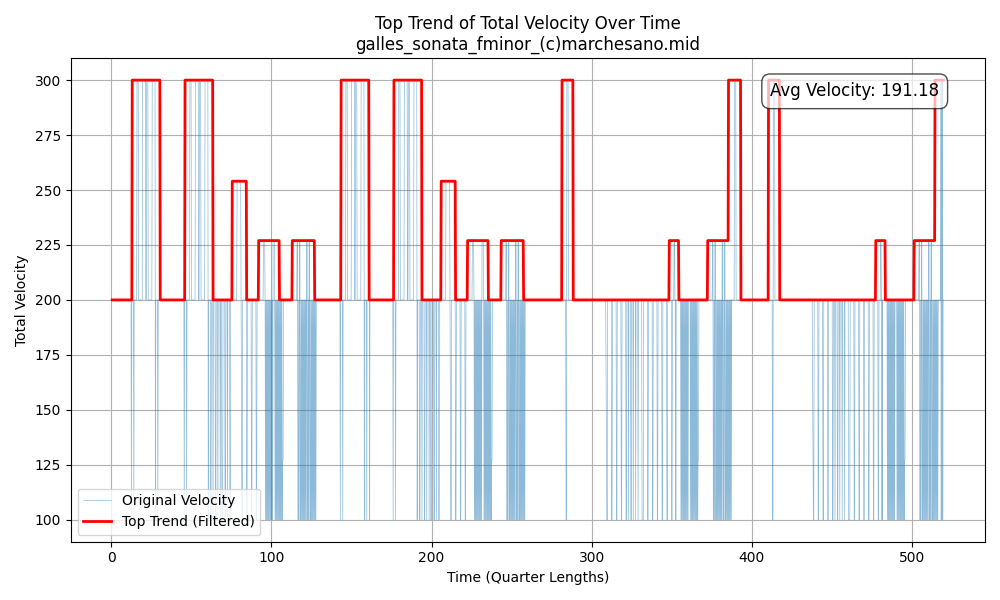 Top Trend of Total Velocity Over Time
galles_sonata_fminor_(c)marchesano.mid
Total Velocity
300
275
250
225
200
175
150
125
100
Avg Velocity: 191.18
Original Velocity
Top Trend (Filtered)
0 100 200 300 400 500
Time (Quarter Lengths)